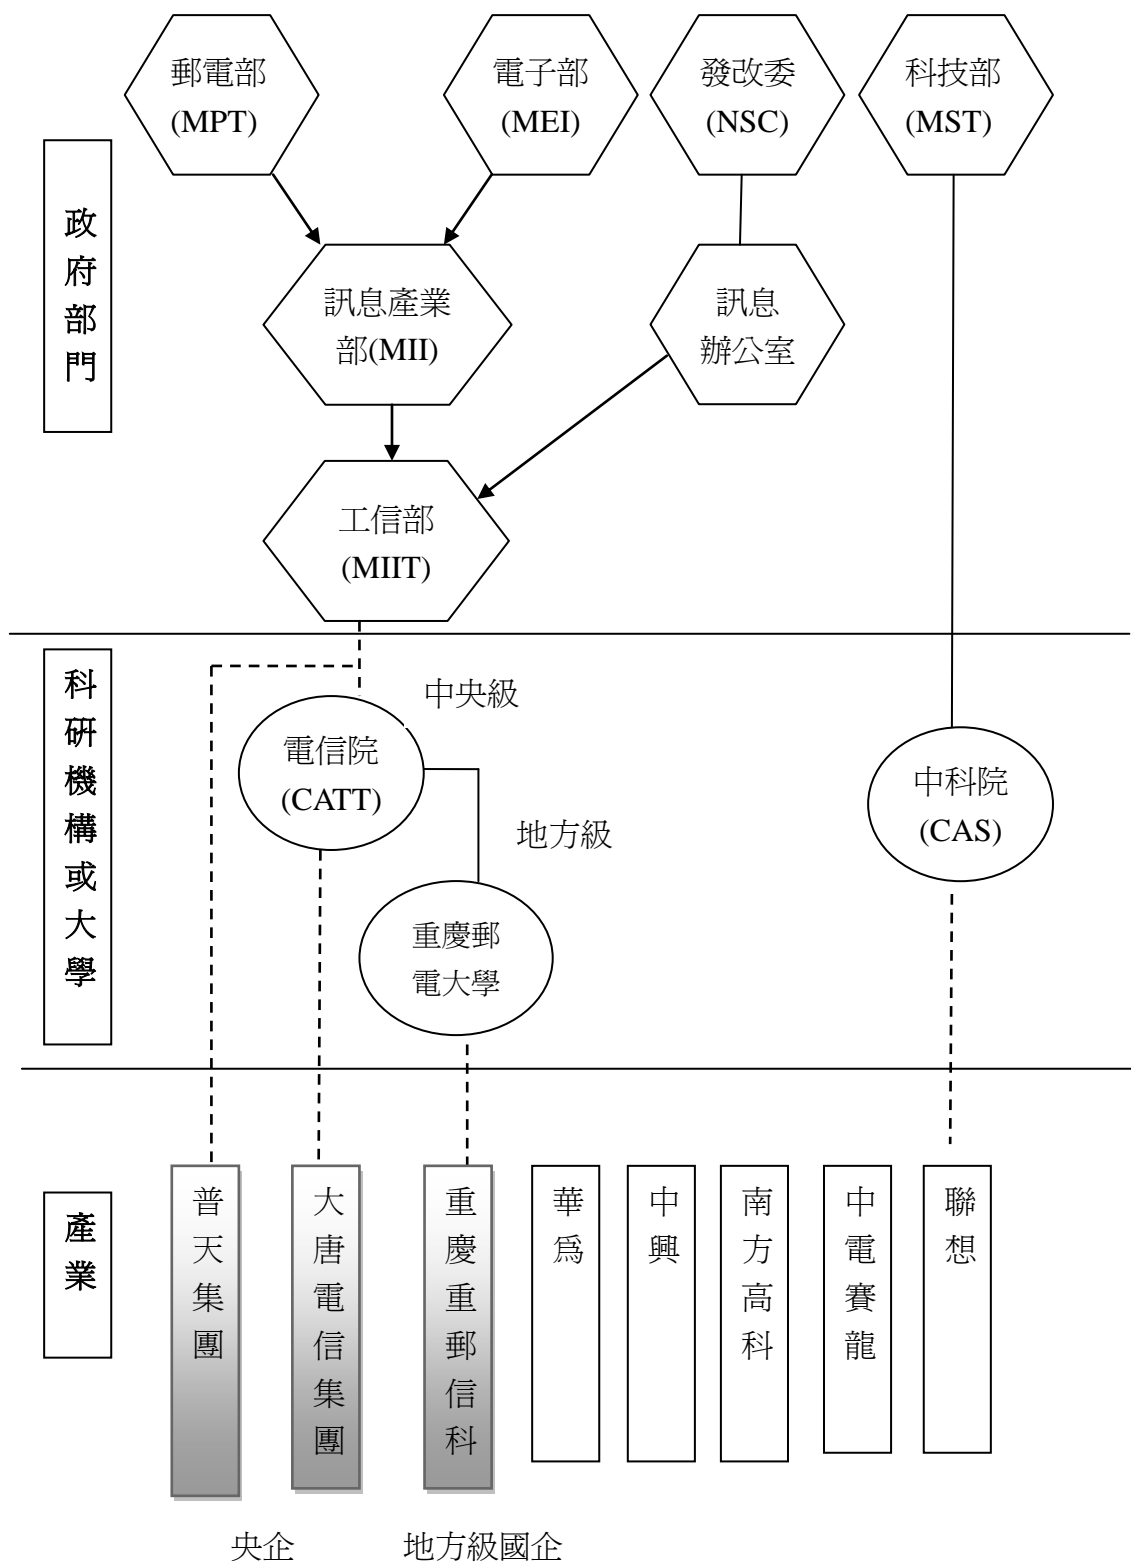 郵電部
(MPT)
電子部
(MEI)
發改委
(NSC)
科技部
(MST)
政府部門
訊息產業
部(MII)
訊息
辦公室
工信部
(MIIT)
科研機構或大學
中央級
電信院
(CATT)
地方級
中科院
(CAS)
重慶郵
電大學
產業
普天集團
大唐電信集團
重慶重郵信科
華為
中興
南方高科
中電賽龍
聯想
央企
地方級國企